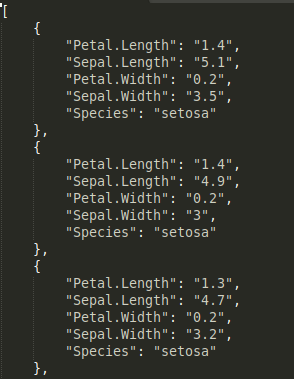 [
    {
        "Petal.Length": "1.4",
        "Sepal.Length": "5.1",
        "Petal.Width": "0.2",
        "Sepal.Width": "3.5",
        "Species": "setosa"
    },
    {
        "Petal.Length": "1.4",
        "Sepal.Length": "4.9",
        "Petal.Width": "0.2",
        "Sepal.Width": "3",
        "Species": "setosa"
    },
    {
        "Petal.Length": "1.3",
        "Sepal.Length": "4.7",
        "Petal.Width": "0.2",
        "Sepal.Width": "3.2",
        "Species": "setosa"
    },